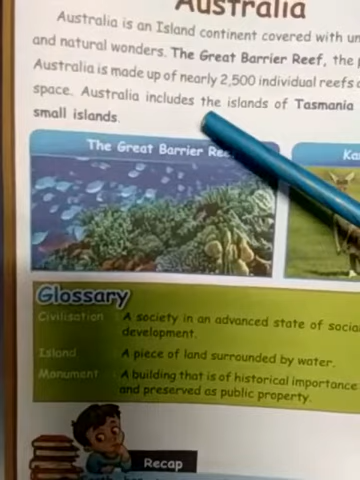 Australia
Australia is an Island continent covered with
and natural wonders. The Great Barrier Reef, the
Australia is made up of nearly 2,500 individual reefs
space. Australia includes the islands of Tasmania
small islands.
The Great Barrier
Glossary
Civilisation A society in an advanced state of
development.
Island A piece of land surrounded by water.
Monument A building that is of historical importance
and preserved as public property.
Recap